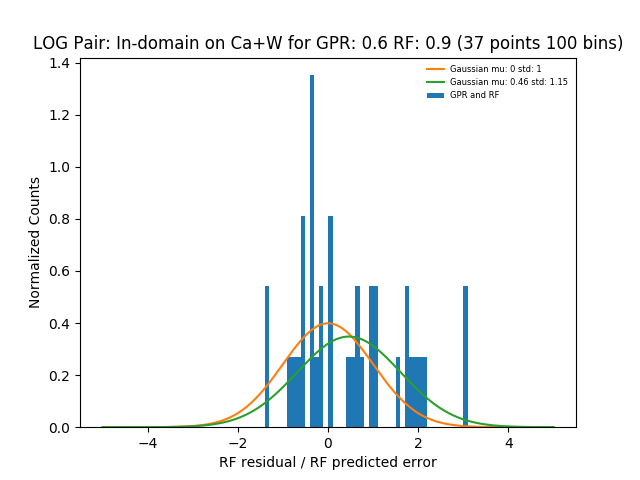 LOG Pair: In-domain on Ca+W for GPR: 0.6 RF: 0.9 (37 points 100 bins)
Gaussian mu: 0 std: 1
Gaussian mu: 0.46 std: 1.15
GPR and RF
Normalized Counts
1.4
1.2
1.0
0.8
0.6
0.4
0.2
0.0
−4 −2 0 2 4
RF residual / RF predicted error